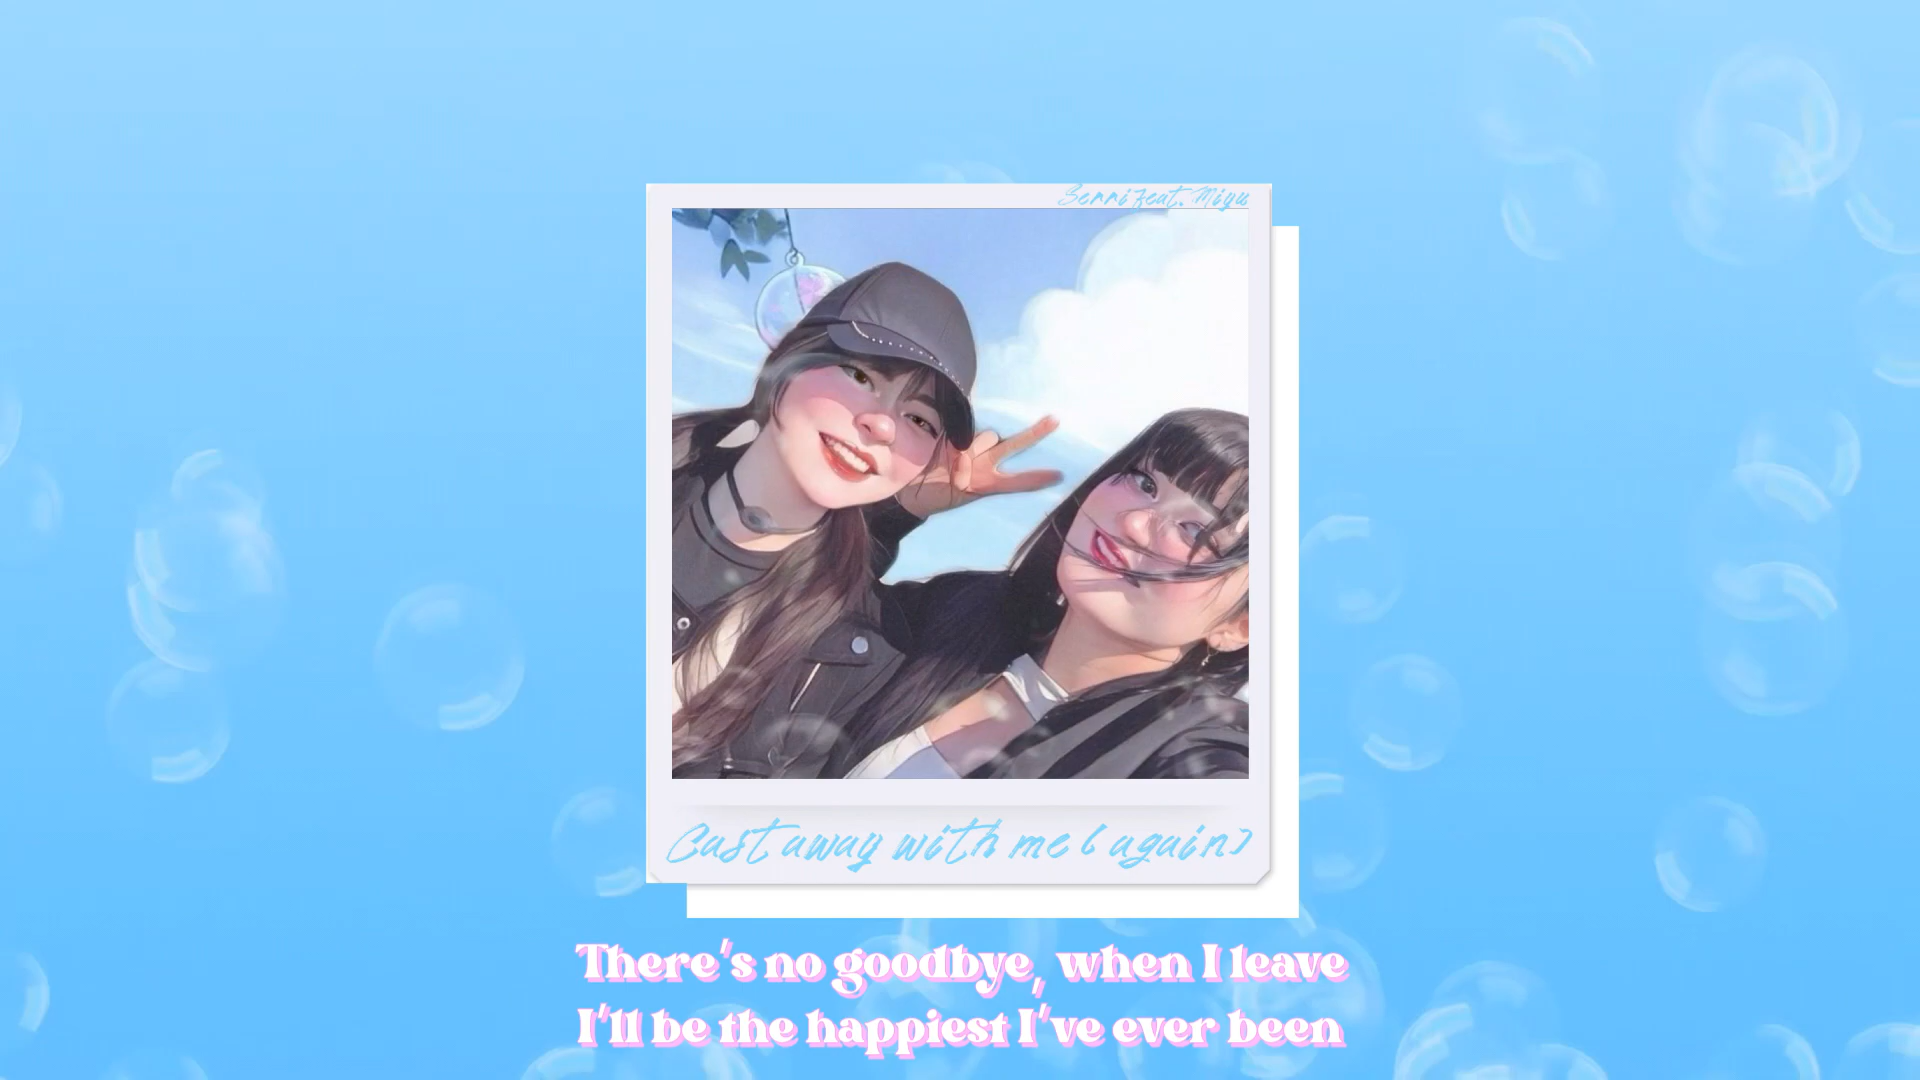 Senni feat. Miyu
Cast away with me ( again )
There's no goodbye, when I leave
I'll be the happiest I've ever been